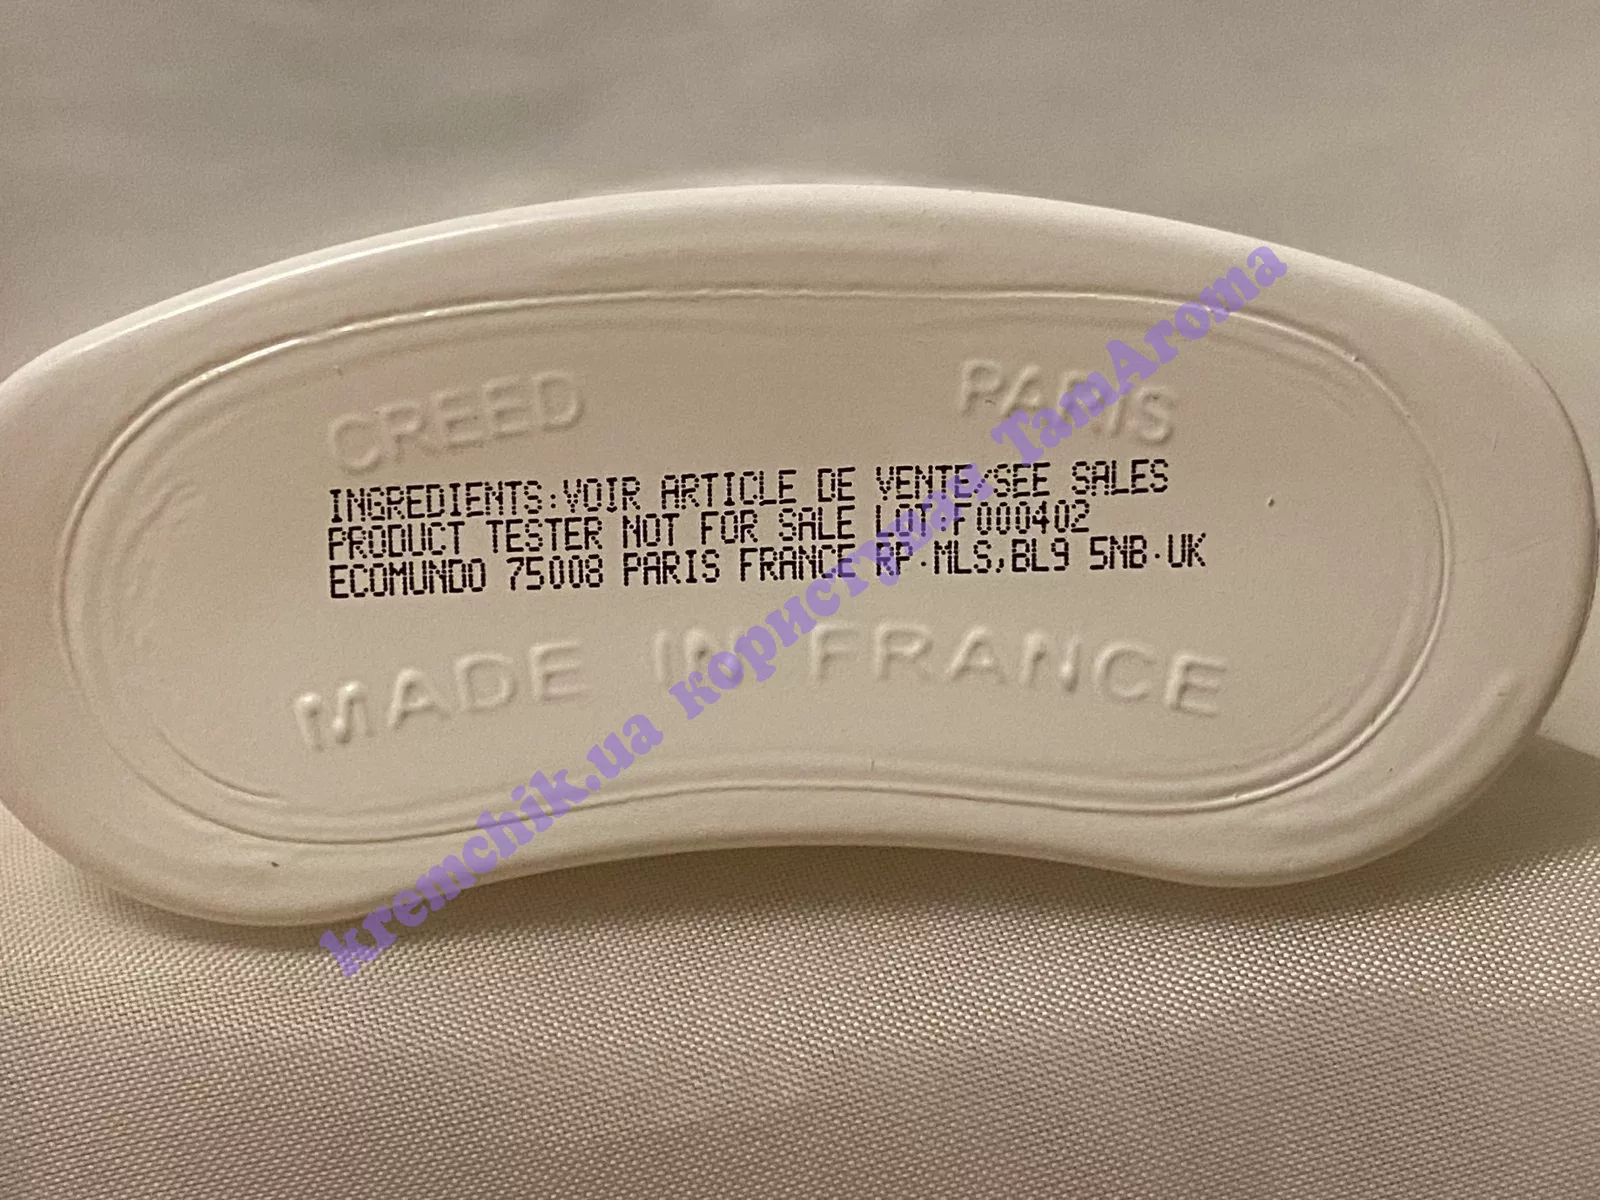 CREED PARIS
INGREDIENTS:VOIR ARTICLE DE VENTE/SEE SALES
PRODUCT TESTER NOT FOR SALE LOT:F000402
ECOMUNDO 75008 PARIS FRANCE RP·MLS,BL9 5NB·UK
MADE IN FRANCE
kremchik.ua користувач TamAroma